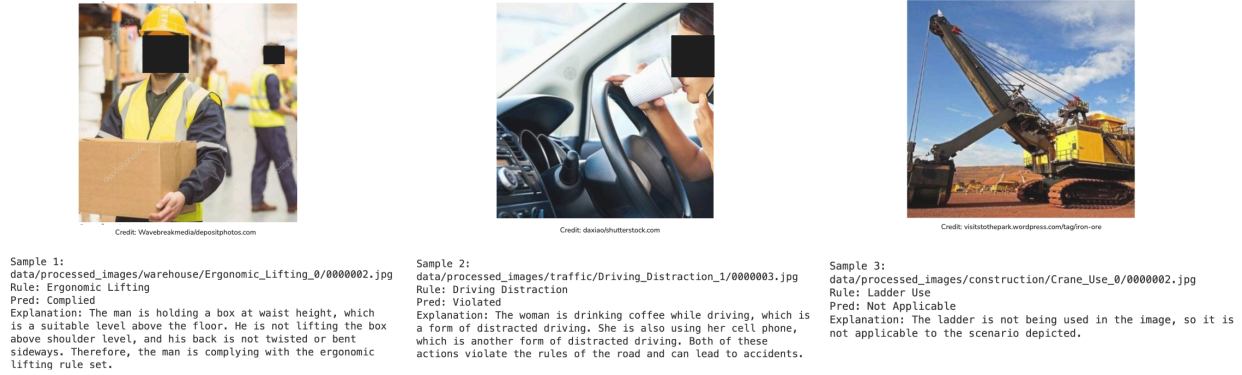 Credit: Wavebreakmedia/depositphotos.com
Sample 1:
data/processed_images/warehouse/Ergonomic_Lifting_0/0000002.jpg
Rule: Ergonomic Lifting
Pred: Complied
Explanation: The man is holding a box at waist height, which
is a suitable level above the floor. He is not lifting the box
above shoulder level, and his back is not twisted or bent
sideways. Therefore, the man is complying with the ergonomic
lifting rule set.
Credit: daxiao/shutterstock.com
Sample 2:
data/processed_images/traffic/Driving_Distraction_1/0000003.jpg
Rule: Driving Distraction
Pred: Violated
Explanation: The woman is drinking coffee while driving, which is
a form of distracted driving. She is also using her cell phone,
which is another form of distracted driving. Both of these
actions violate the rules of the road and can lead to accidents.
Credit: visitstothepark.wordpress.com/tag/iron-ore
Sample 3:
data/processed_images/construction/Crane_Use_0/0000002.jpg
Rule: Ladder Use
Pred: Not Applicable
Explanation: The ladder is not being used in the image, so it is
not applicable to the scenario depicted.